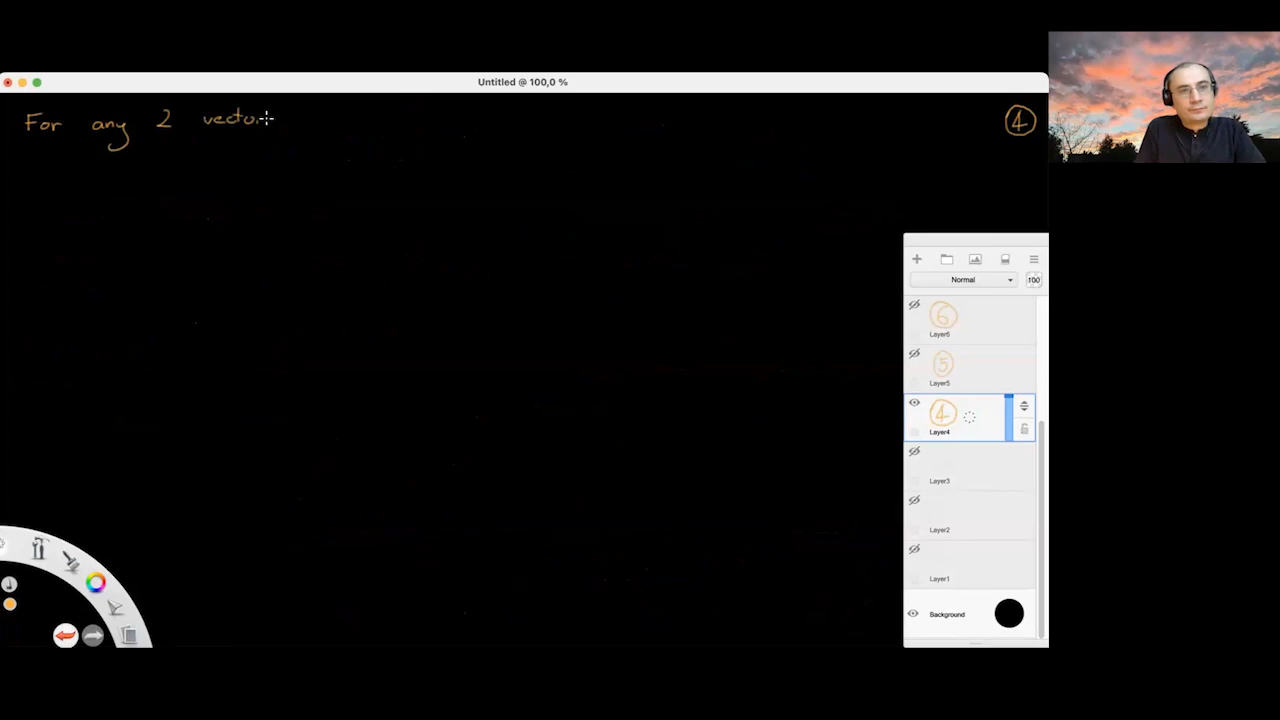 Untitled @ 100,0 %
For any 2 vecto
4
Normal
100
6
Layer6
5
Layer5
4
Layer4
Layer3
Layer2
Layer1
Background